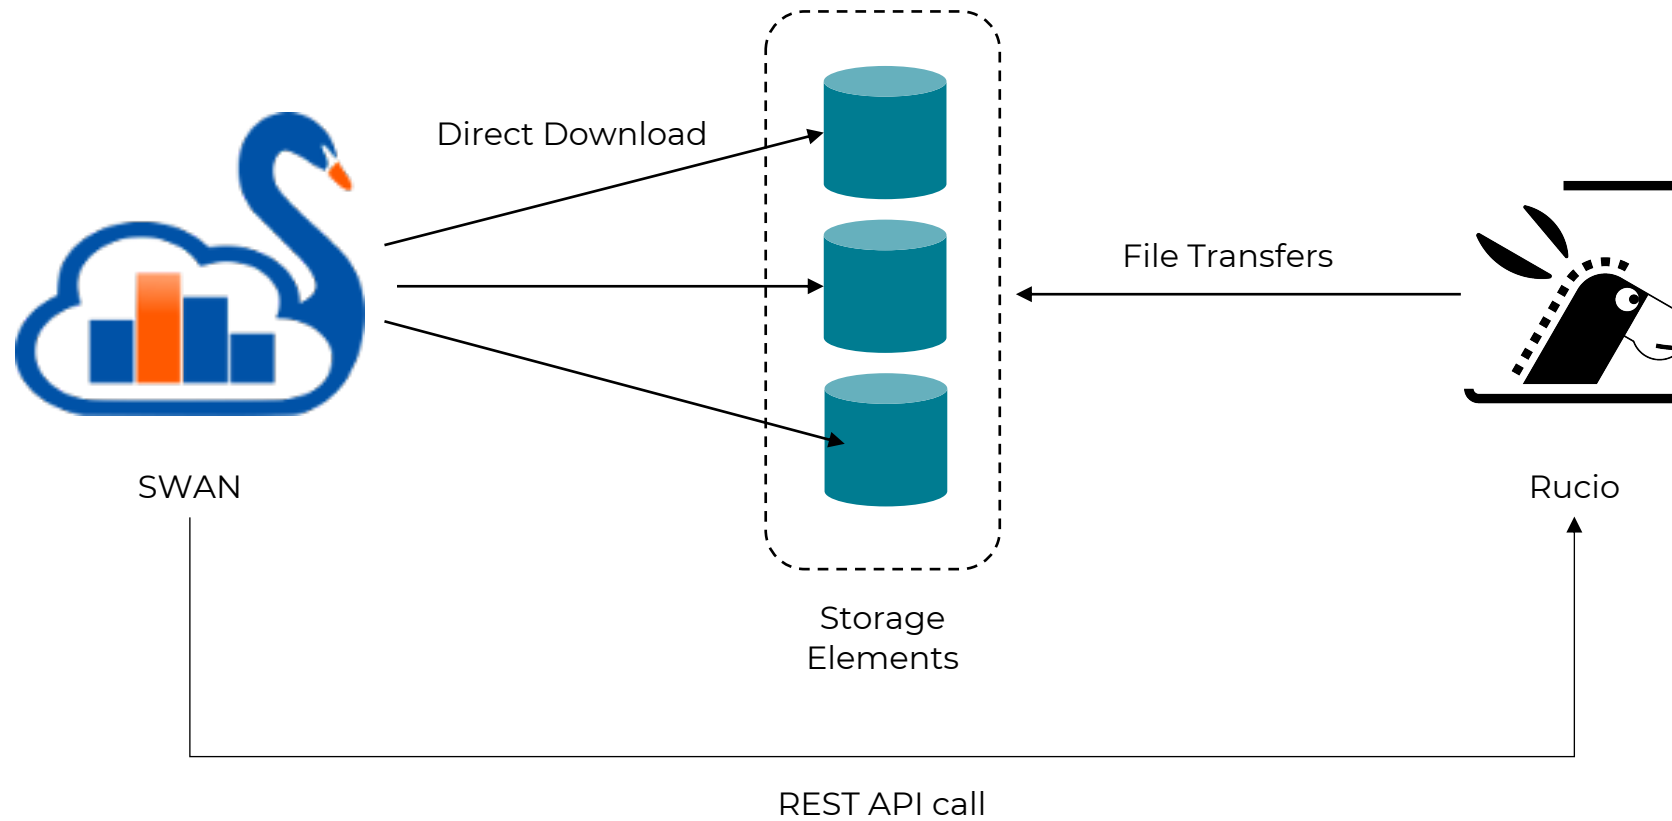 Direct Download
File Transfers
SWAN
Rucio
Storage
Elements
REST API call